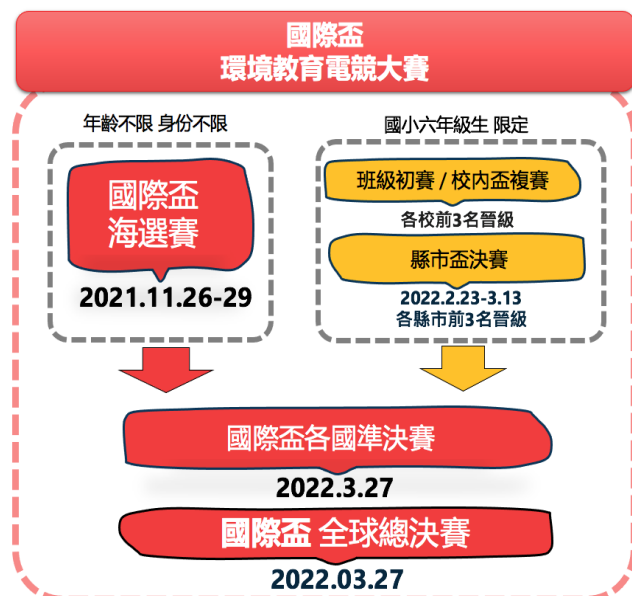 國際盃
環境教育電競大賽
年齡不限 身份不限
國際盃
海選賽
2021.11.26-29
國小六年級生 限定
班級初賽 / 校內盃複賽
各校前3名晉級
縣市盃決賽
2022.2.23-3.13
各縣市前3名晉級
國際盃各國準決賽
2022.3.27
國際盃 全球總決賽
2022.03.27